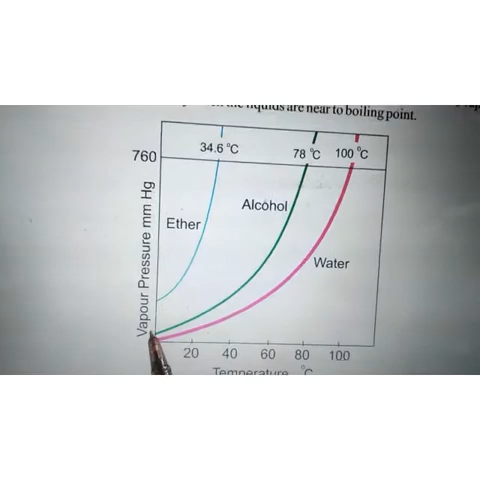 the liquids are near to boiling point.
34.6 °C
78 °C
100 °C
760
Alcohol
Ether
Water
Vapour Pressure mm Hg
20
40
60
80
100
Temperature °C